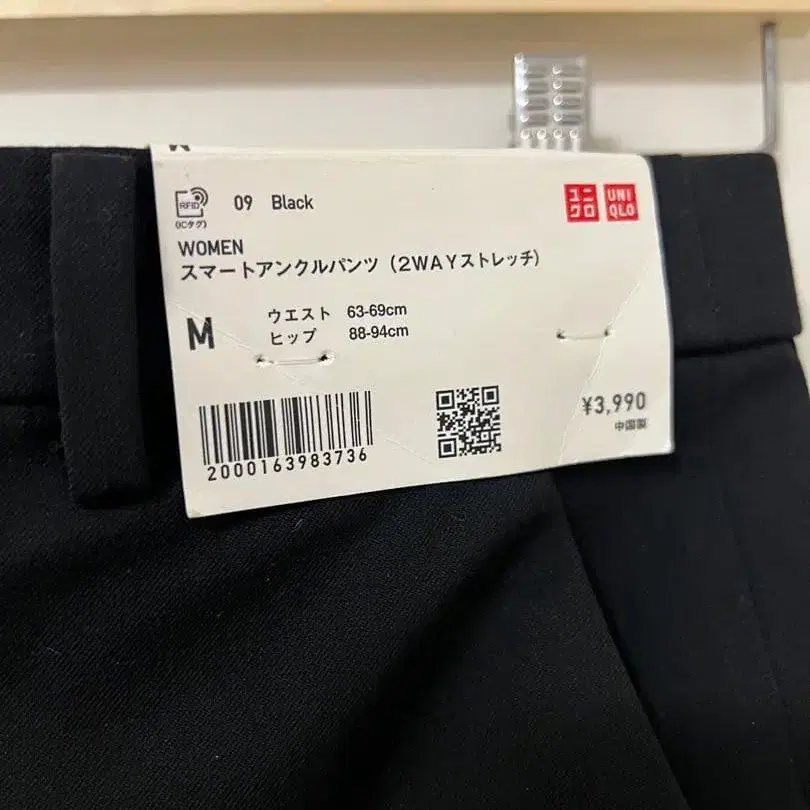 RFID
(ICタグ)
09 Black
ユニクロ
UNIQLO
WOMEN
スマートアンクルパンツ(2WAYストレッチ)
M
ウエスト 63-69cm
ヒップ 88-94cm
2000163983736
¥3,990
中国製